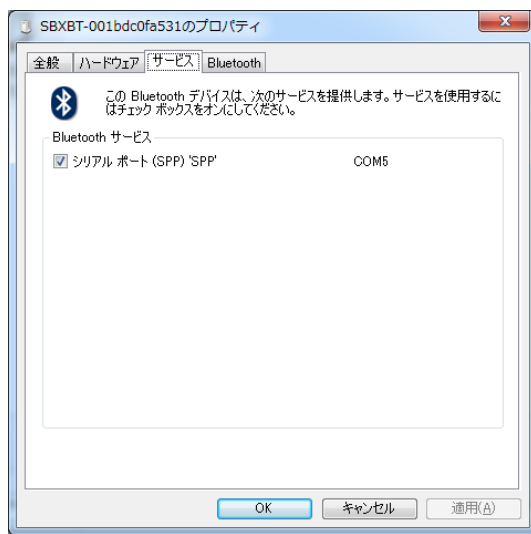 SBXBT-001bdc0fa531のプロパティ
全般 ハードウェア サービス Bluetooth
この Bluetooth デバイスは、次のサービスを提供します。サービスを使用するに
はチェック ボックスをオンにしてください。
Bluetooth サービス
シリアル ポート (SPP) 'SPP' COM5
OK キャンセル 適用(A)